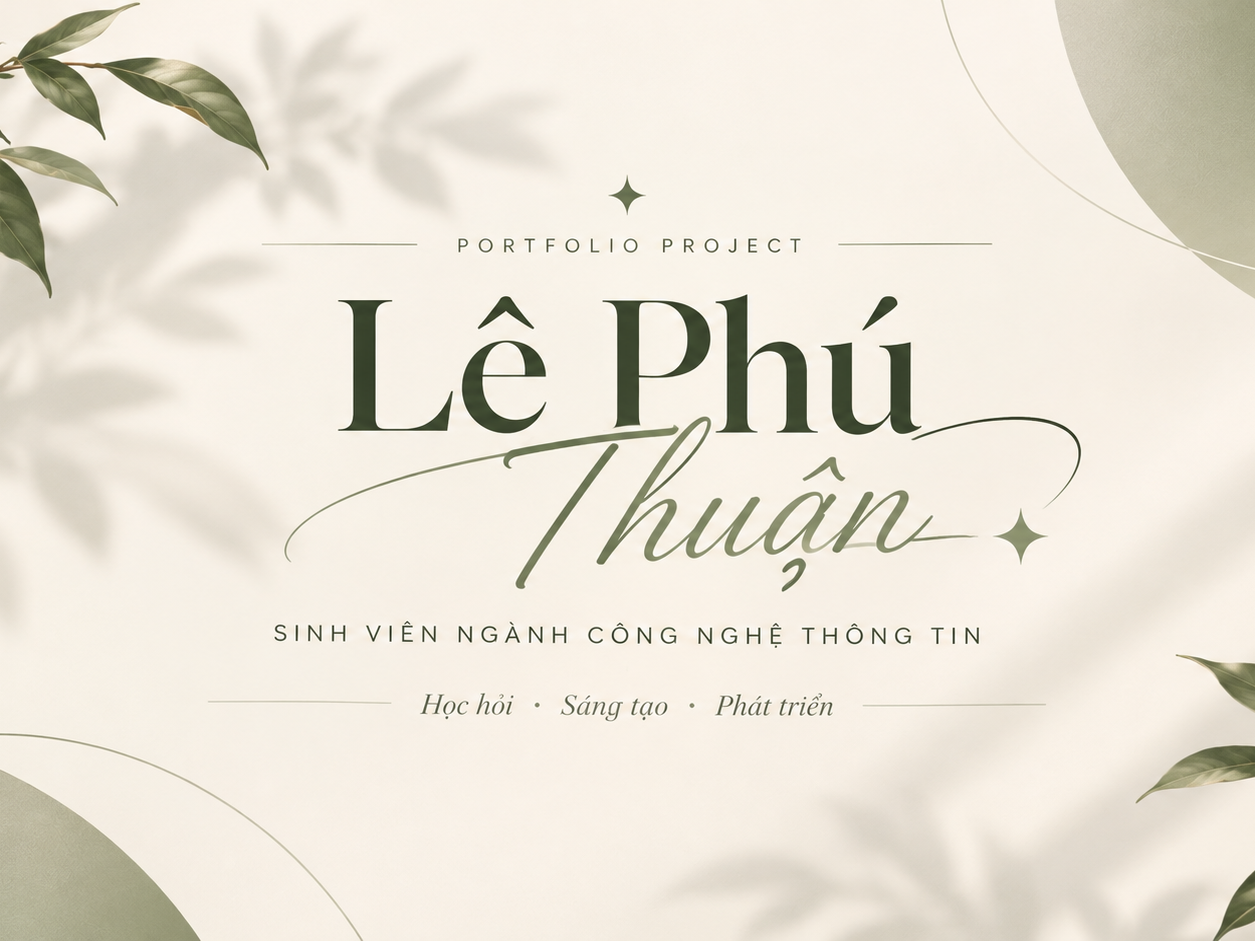 PORTFOLIO PROJECT
Lê Phú
Thuận
SINH VIÊN NGÀNH CÔNG NGHỆ THÔNG TIN
Học hỏi • Sáng tạo • Phát triển